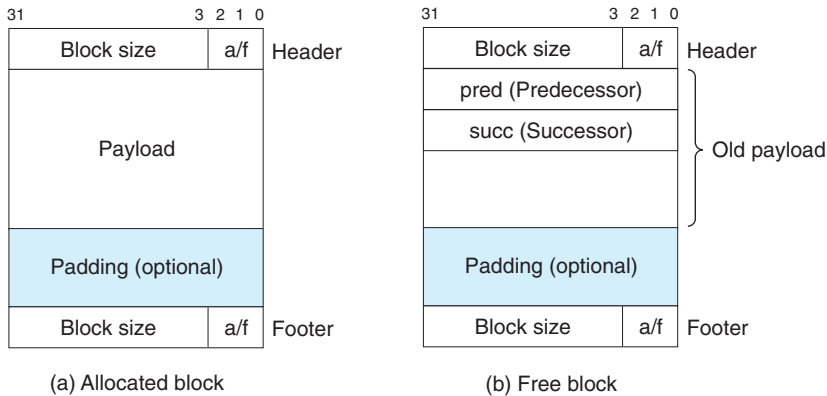 31 3 2 1 0
Block size a/f Header
Payload
Padding (optional)
Block size a/f Footer
(a) Allocated block
31 3 2 1 0
Block size a/f Header
pred (Predecessor)
succ (Successor)
Old payload
Padding (optional)
Block size a/f Footer
(b) Free block